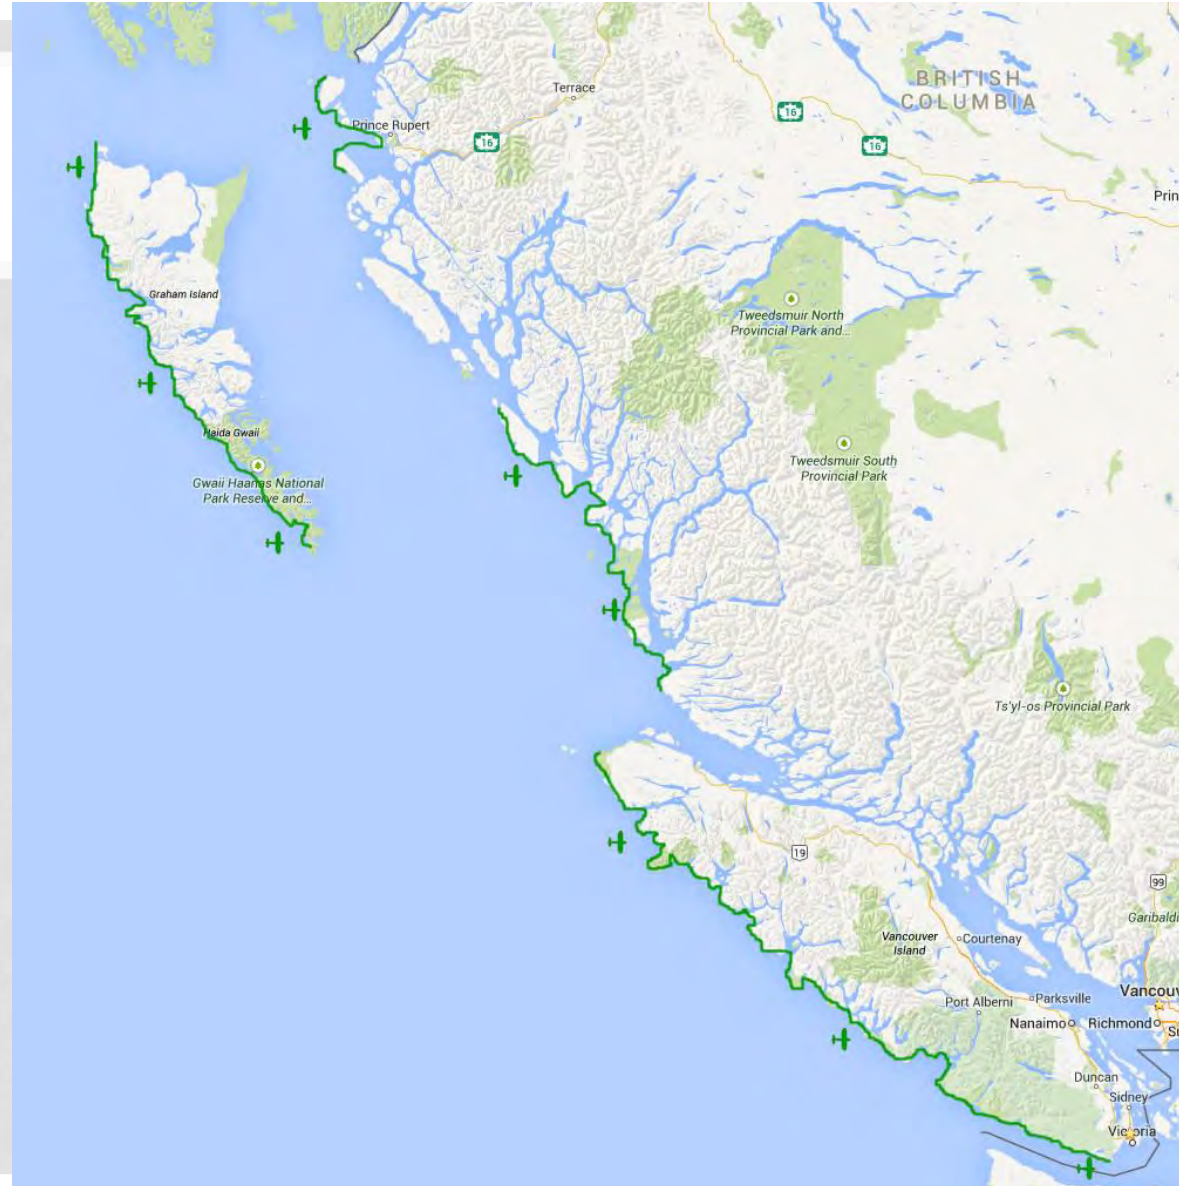 BRITISH
COLUMBIA
Terrace
16
Prince Rupert
16
16
Prin
Graham Island
Tweedsmuir North
Provincial Park and...
Haida Gwaii
Gwaii Haanas National
Park Reserve and...
Tweedsmuir South
Provincial Park
Ts'yl-os Provincial Park
19
99
Garibaldi
Vancouver
Island
Courtenay
Port Alberni
Parksville
Vancouv
Nanaimo
Richmond
Su
Duncan
Sidney
Victoria